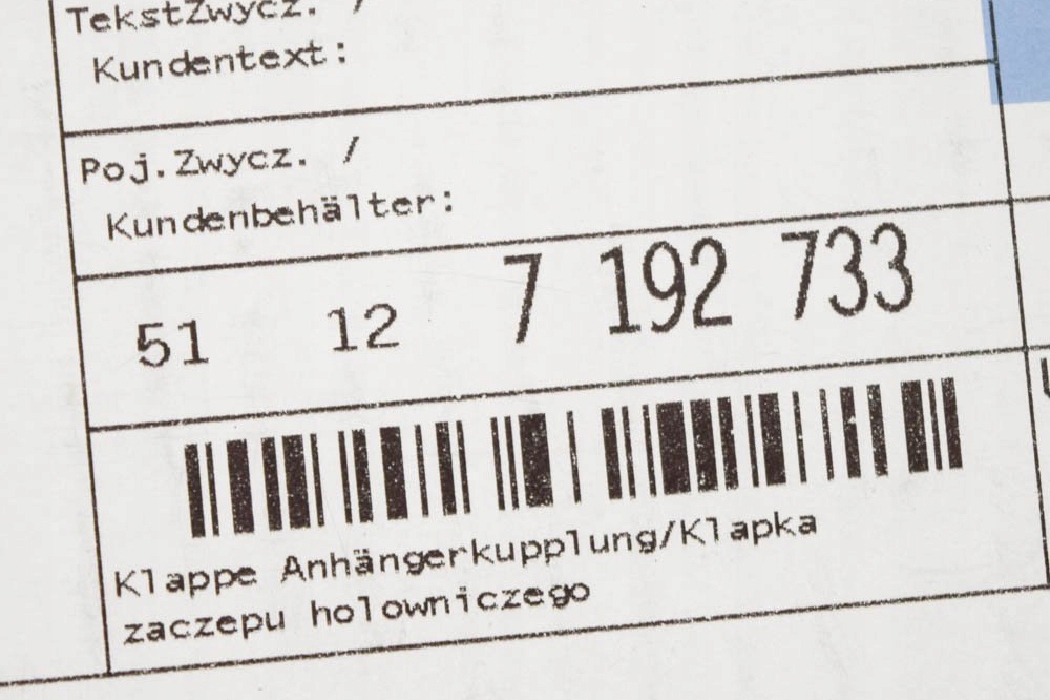 TekstZwycz. /
Kundentext:
Poj.Zwycz. /
Kundenbehälter:
51 12 7 192 733
Klappe Anhängerkupplung/Klapka
zaczepu holowniczego